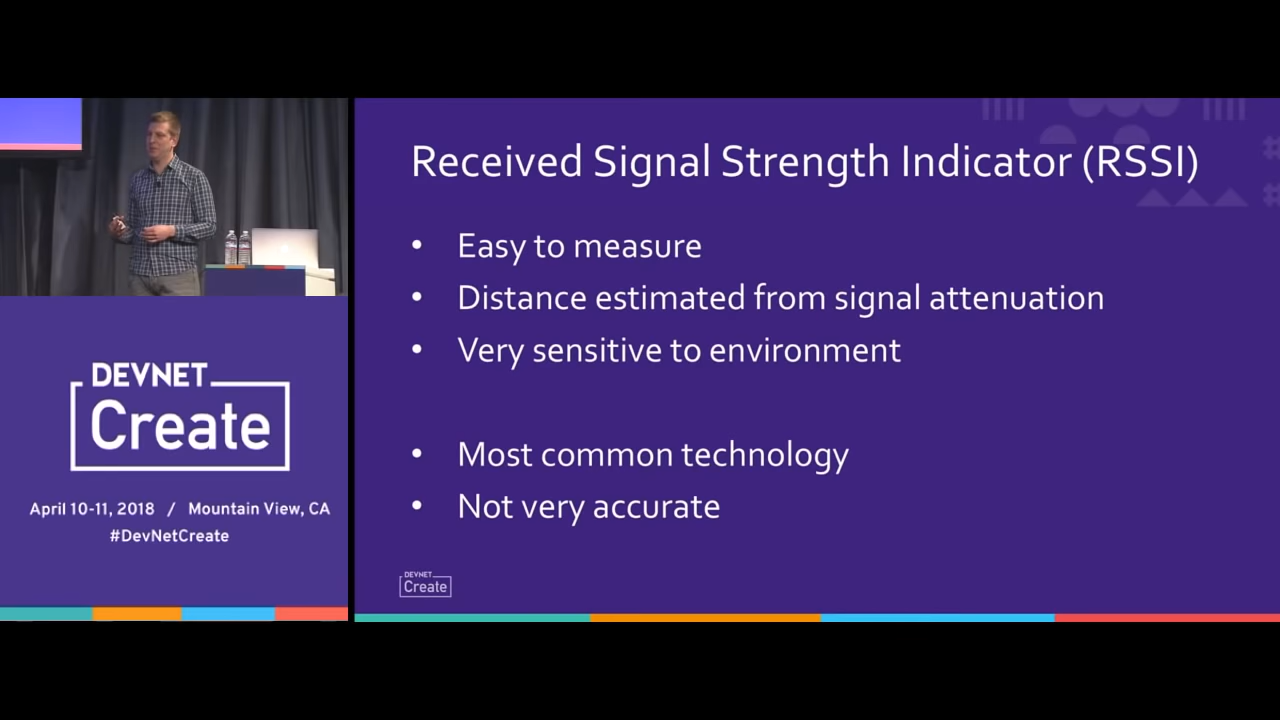 Received Signal Strength Indicator (RSSI)
• Easy to measure
• Distance estimated from signal attenuation
• Very sensitive to environment
• Most common technology
• Not very accurate
DEVNET
Create
DEVNET
Create
April 10-11, 2018 / Mountain View, CA
#DevNetCreate